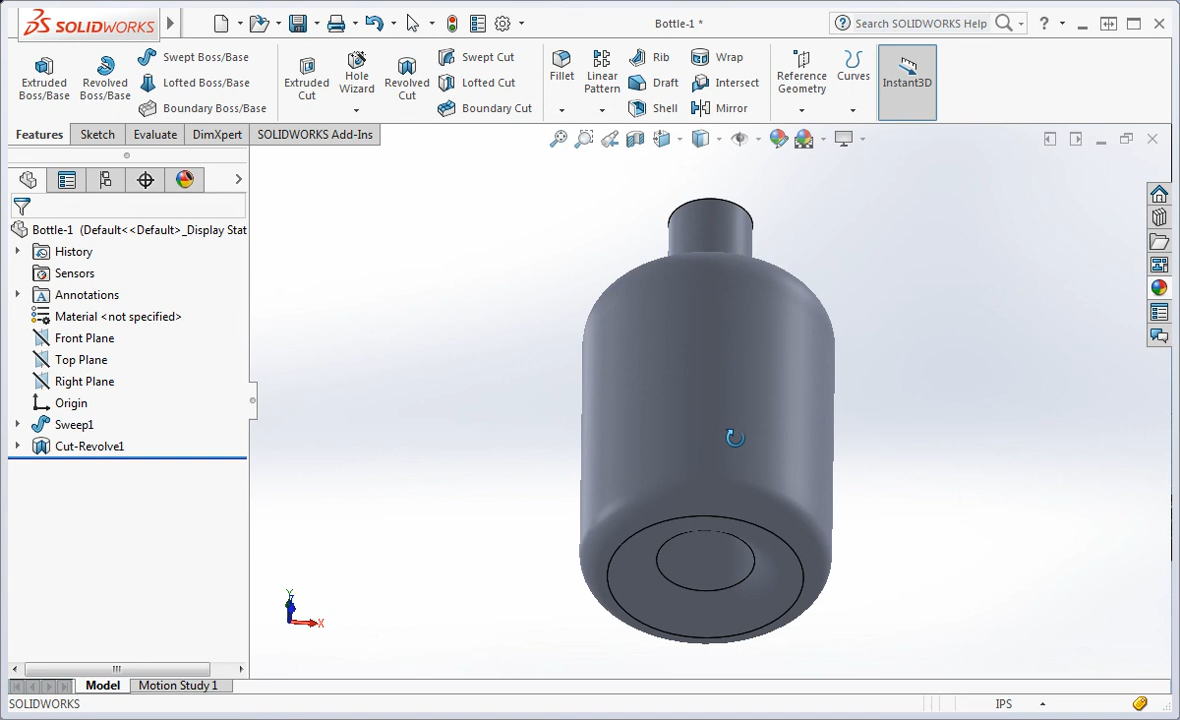 SOLIDWORKS
Bottle-1 *
Search SOLIDWORKS Help
?
Extruded Boss/Base
Revolved Boss/Base
Swept Boss/Base
Lofted Boss/Base
Boundary Boss/Base
Extruded Cut
Hole Wizard
Revolved Cut
Swept Cut
Lofted Cut
Boundary Cut
Fillet
Linear Pattern
Rib
Draft
Shell
Wrap
Intersect
Mirror
Reference Geometry
Curves
Instant3D
Features
Sketch
Evaluate
DimXpert
SOLIDWORKS Add-Ins
Bottle-1 (Default<<Default>_Display Stat
History
Sensors
Annotations
Material <not specified>
Front Plane
Top Plane
Right Plane
Origin
Sweep1
Cut-Revolve1
Y
X
Model
Motion Study 1
SOLIDWORKS
IPS